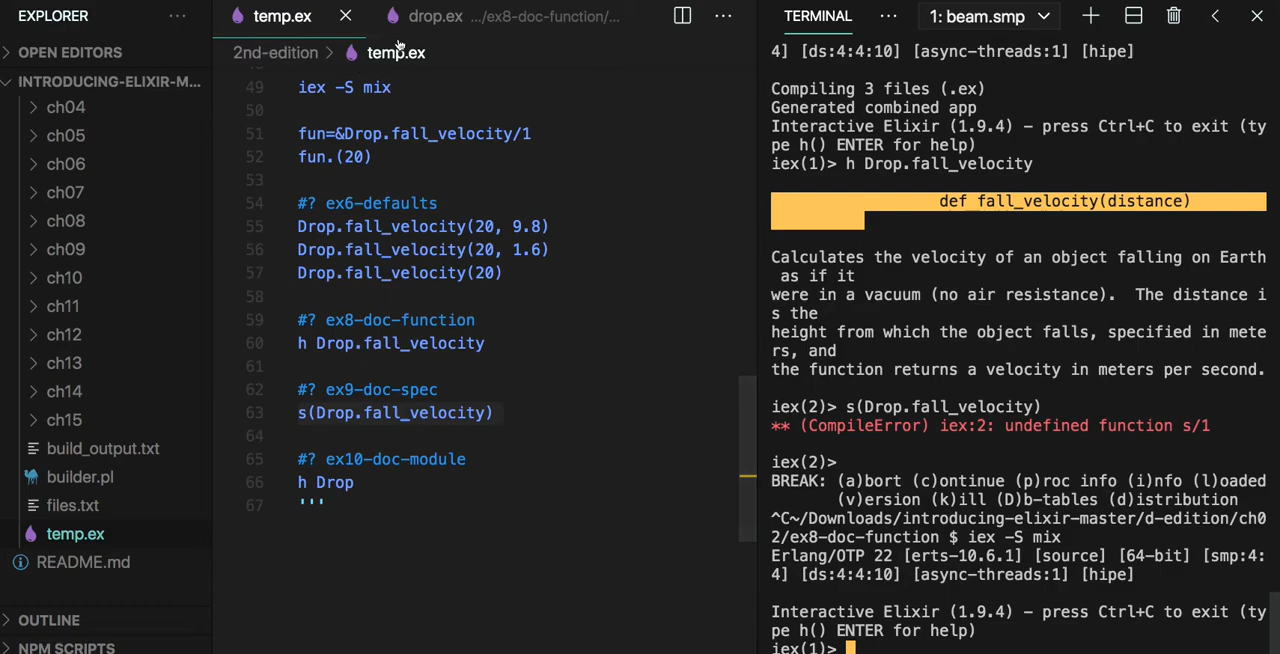 EXPLORER
OPEN EDITORS
INTRODUCING-ELIXIR-M...
ch04
ch05
ch06
ch07
ch08
ch09
ch10
ch11
ch12
ch13
ch14
ch15
build_output.txt
builder.pl
files.txt
temp.ex
README.md
OUTLINE
NPM SCRIPTS
temp.ex
drop.ex .../ex8-doc-function/...
2nd-edition > temp.ex
49 iex -S mix
50
51 fun=&Drop.fall_velocity/1
52 fun.(20)
53
54 #? ex6-defaults
55 Drop.fall_velocity(20, 9.8)
56 Drop.fall_velocity(20, 1.6)
57 Drop.fall_velocity(20)
58
59 #? ex8-doc-function
60 h Drop.fall_velocity
61
62 #? ex9-doc-spec
63 s(Drop.fall_velocity)
64
65 #? ex10-doc-module
66 h Drop
67 '''
TERMINAL
1: beam.smp
4] [ds:4:4:10] [async-threads:1] [hipe]
Compiling 3 files (.ex)
Generated combined app
Interactive Elixir (1.9.4) - press Ctrl+C to exit (ty
pe h() ENTER for help)
iex(1)> h Drop.fall_velocity
def fall_velocity(distance)
Calculates the velocity of an object falling on Earth
as if it
were in a vacuum (no air resistance). The distance i
s the
height from which the object falls, specified in mete
rs, and
the function returns a velocity in meters per second.
iex(2)> s(Drop.fall_velocity)
** (CompileError) iex:2: undefined function s/1
iex(2)>
BREAK: (a)bort (c)ontinue (p)roc info (i)nfo (l)oaded
(v)ersion (k)ill (D)b-tables (d)istribution
^C~/Downloads/introducing-elixir-master/d-edition/ch0
2/ex8-doc-function $ iex -S mix
Erlang/OTP 22 [erts-10.6.1] [source] [64-bit] [smp:4:
4] [ds:4:4:10] [async-threads:1] [hipe]
Interactive Elixir (1.9.4) - press Ctrl+C to exit (ty
pe h() ENTER for help)
iex(1)>